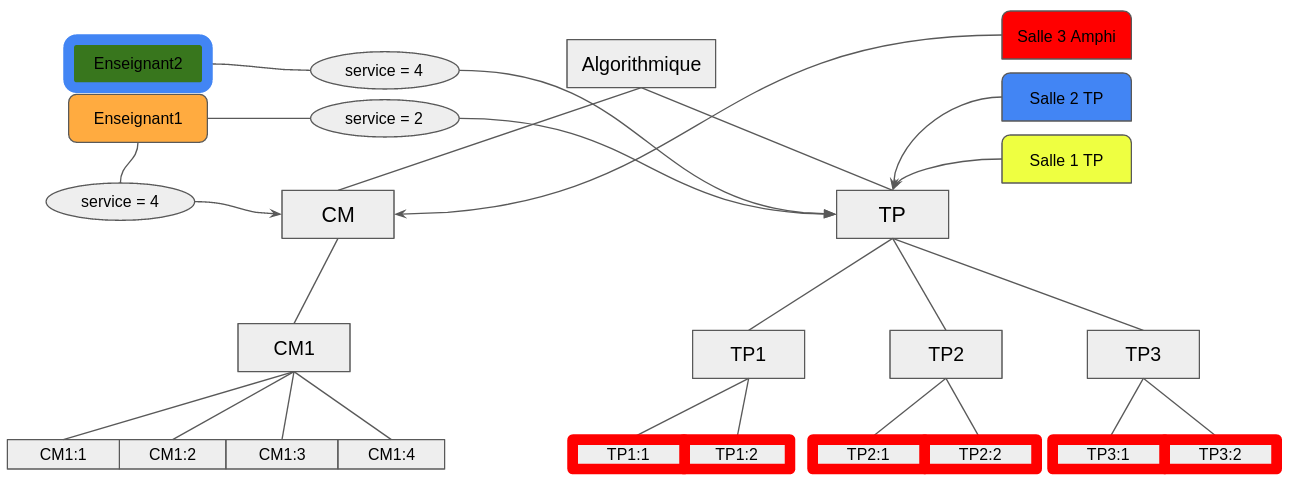 Salle 3 Amphi
Enseignant2
service = 4
Algorithmique
Salle 2 TP
Enseignant1
service = 2
Salle 1 TP
service = 4
CM
TP
CM1
TP1
TP2
TP3
CM1:1
CM1:2
CM1:3
CM1:4
TP1:1
TP1:2
TP2:1
TP2:2
TP3:1
TP3:2